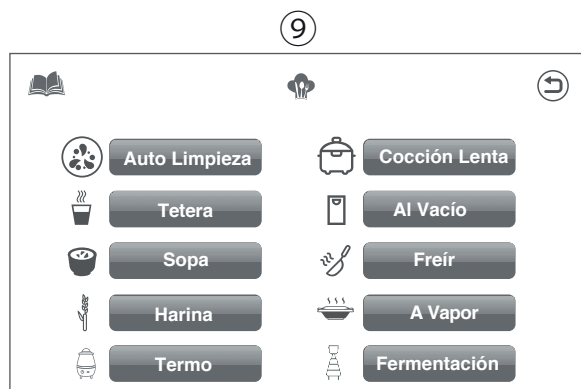 9
Auto Limpieza
Cocción Lenta
Tetera
Al Vacío
Sopa
Freír
Harina
A Vapor
Termo
Fermentación